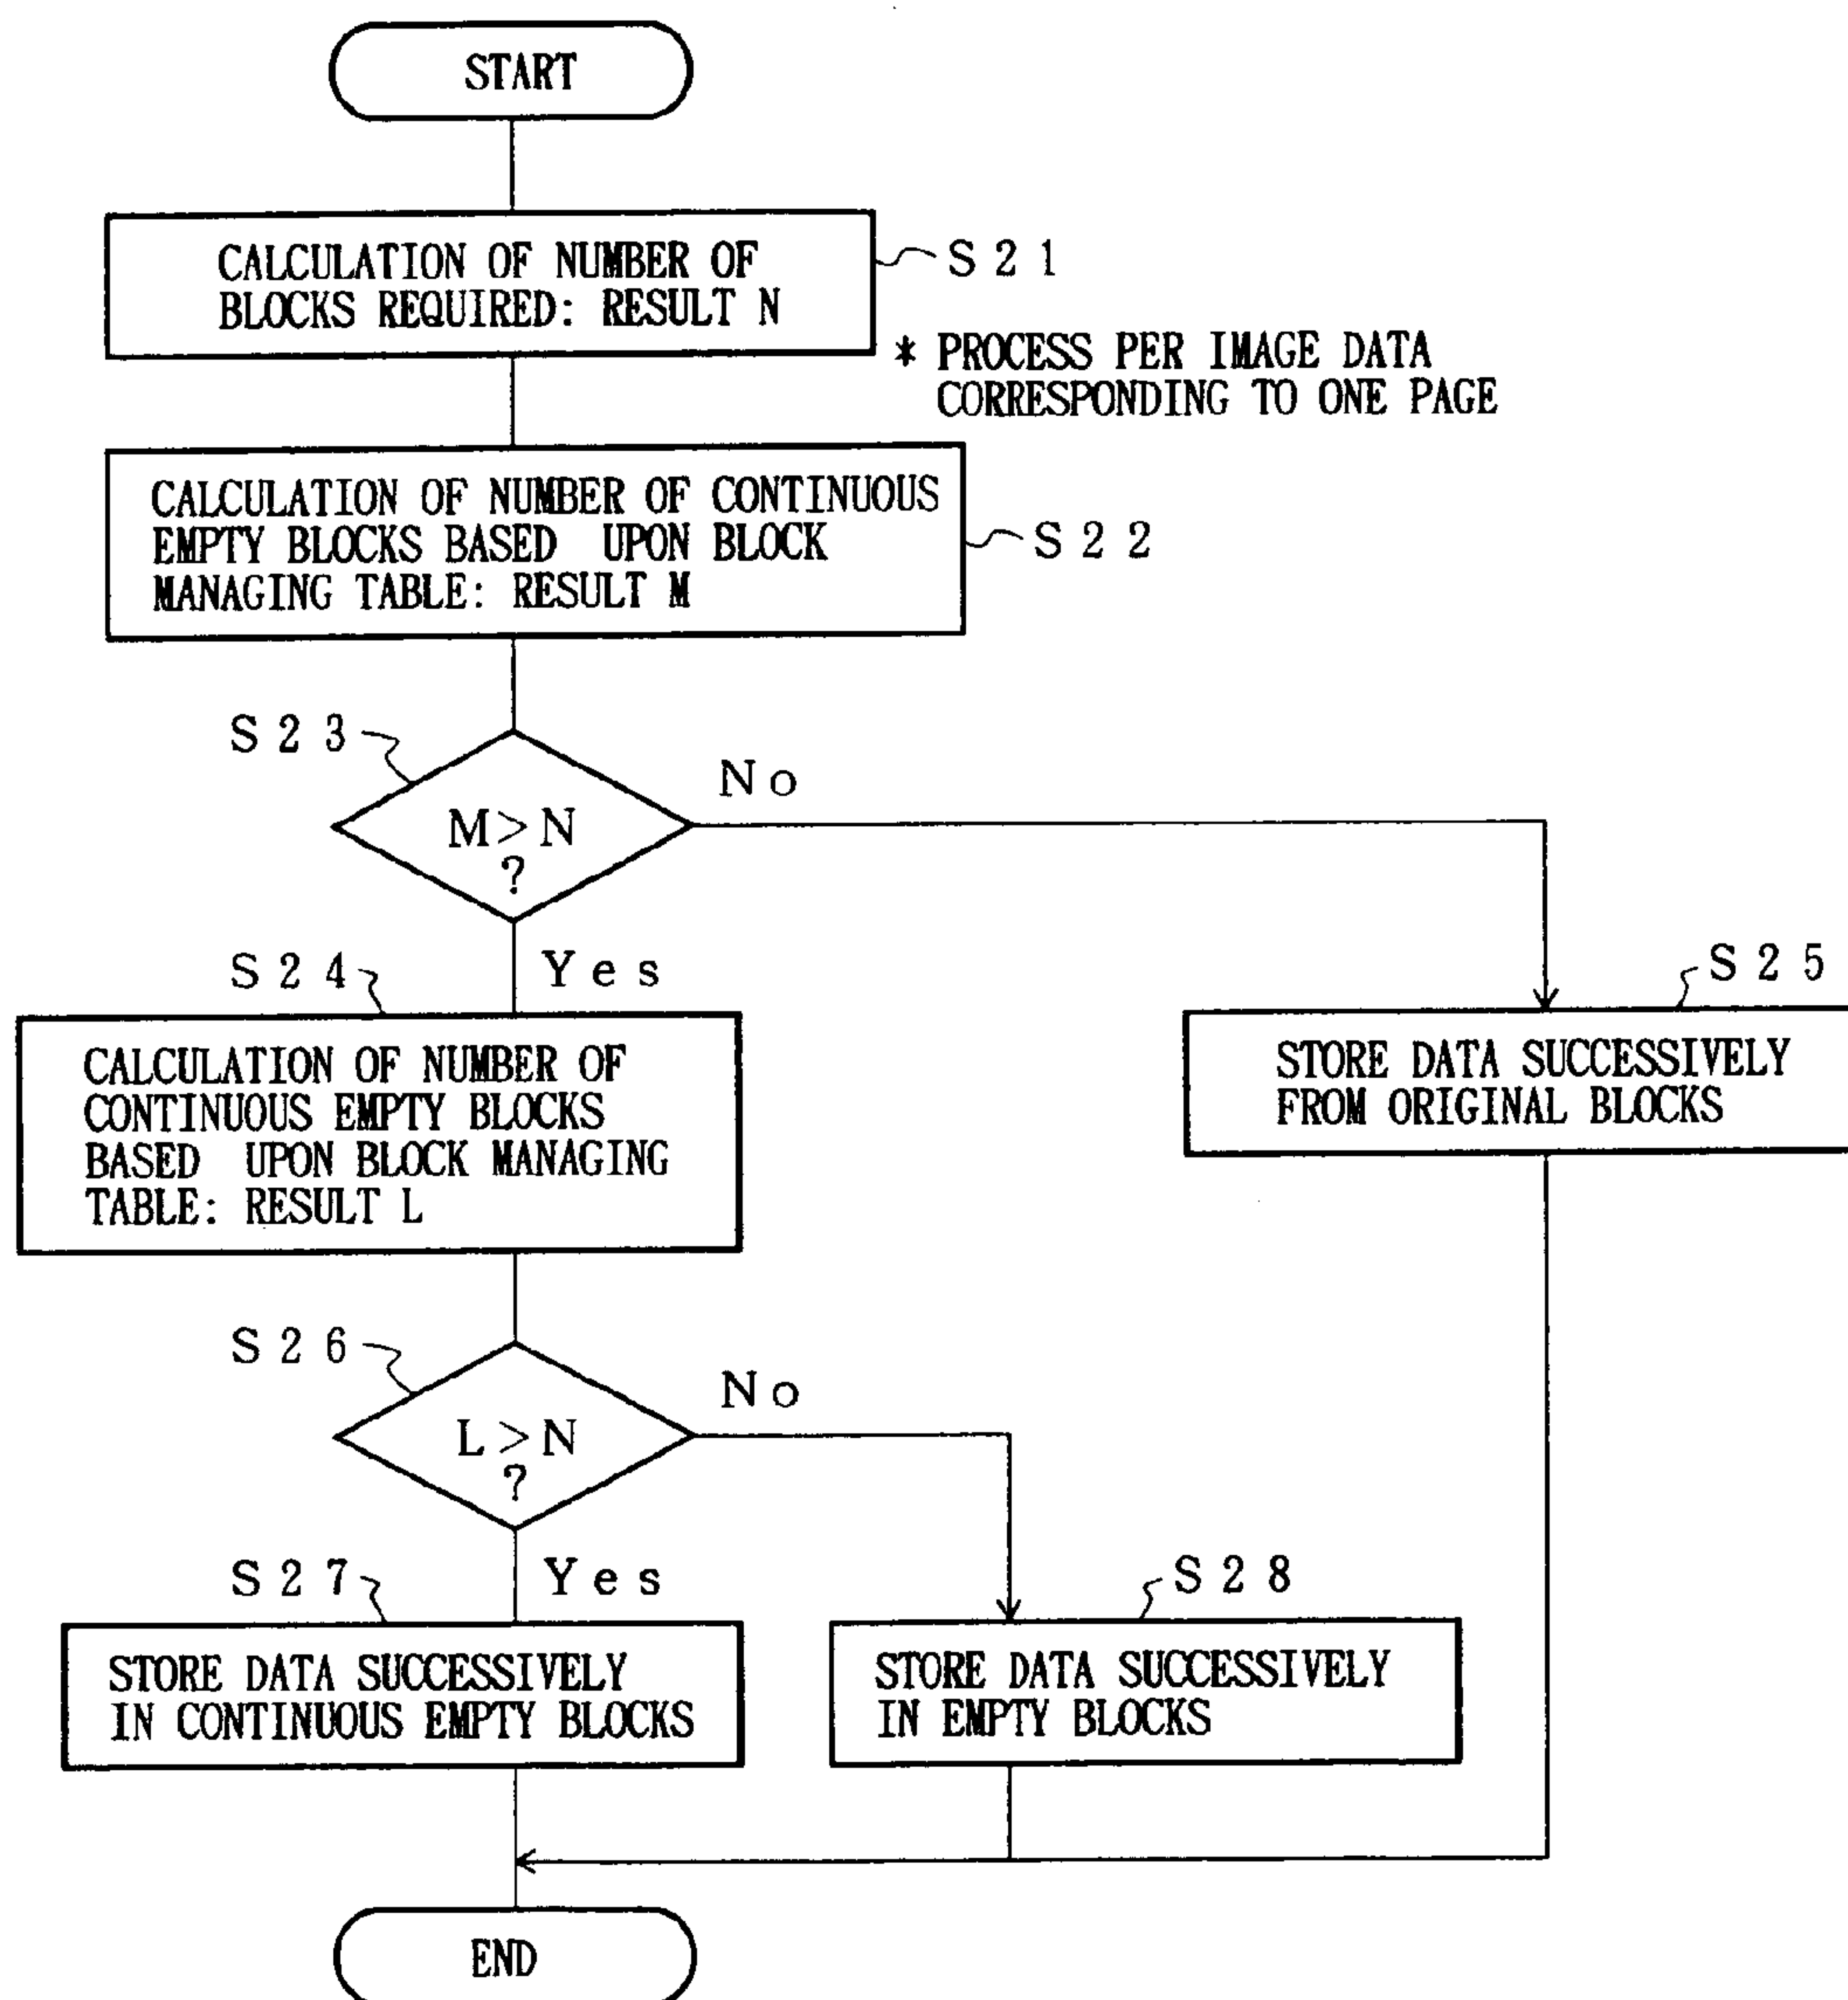 START
CALCULATION OF NUMBER OF
BLOCKS REQUIRED: RESULT N
S21
* PROCESS PER IMAGE DATA
CORRESPONDING TO ONE PAGE
CALCULATION OF NUMBER OF CONTINUOUS
EMPTY BLOCKS BASED UPON BLOCK
MANAGING TABLE: RESULT M
S22
S23
M>N
?
No
Yes
S24
CALCULATION OF NUMBER OF
CONTINUOUS EMPTY BLOCKS
BASED UPON BLOCK MANAGING
TABLE: RESULT L
S25
STORE DATA SUCCESSIVELY
FROM ORIGINAL BLOCKS
S26
L>N
?
No
Yes
S27
STORE DATA SUCCESSIVELY
IN CONTINUOUS EMPTY BLOCKS
S28
STORE DATA SUCCESSIVELY
IN EMPTY BLOCKS
END